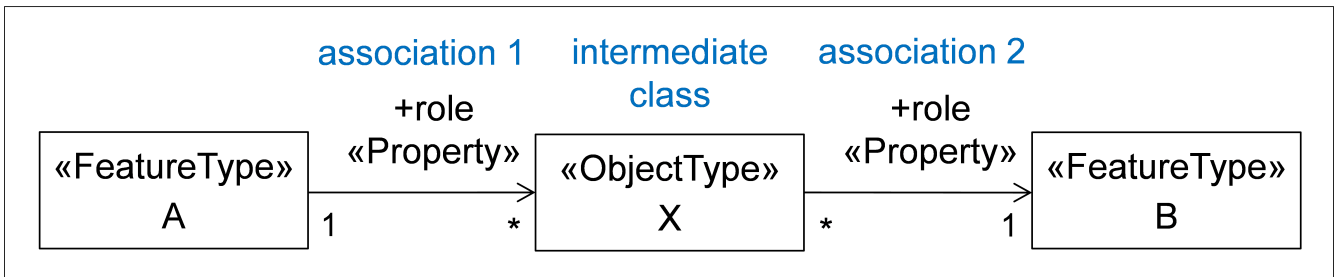 association 1
intermediate
class
association 2
+role
«Property»
+role
«Property»
«FeatureType»
A
1
*
«ObjectType»
X
*
1
«FeatureType»
B